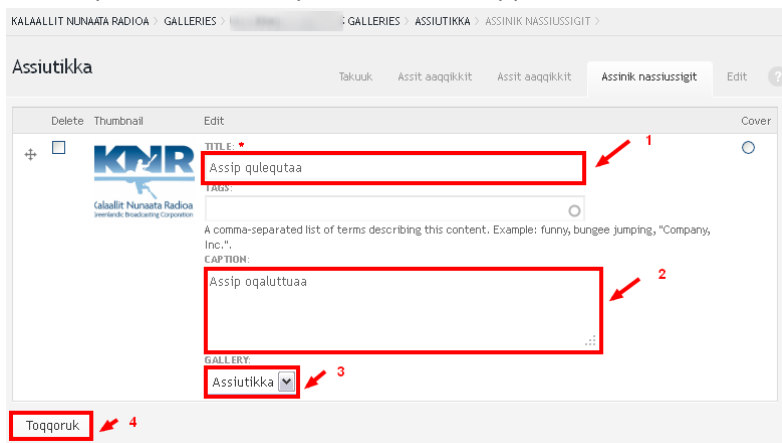 KALAALLIT NUNAATA RADIOA > GALLERIES > GALLERIES > ASSIUTIKKA > ASSINIK NASSIUSSIGIT >
Assiutikka
Takuuk Assit aaqqikkit Assit aaqqikkit Assinik nassiussigit Edit ?
Delete Thumbnail Edit Cover
TITLE: *
1
KNR
Assip qulequtaa
TAGS:
Kalaallit Nunaata Radioa
Greenlandic Broadcasting Corporation
A comma-separated list of terms describing this content. Example: funny, bungee jumping, "Company,
Inc.".
CAPTION:
Assip oqaluttuaa
2
GALLERY:
Assiutikka
3
Toqqoruk
4